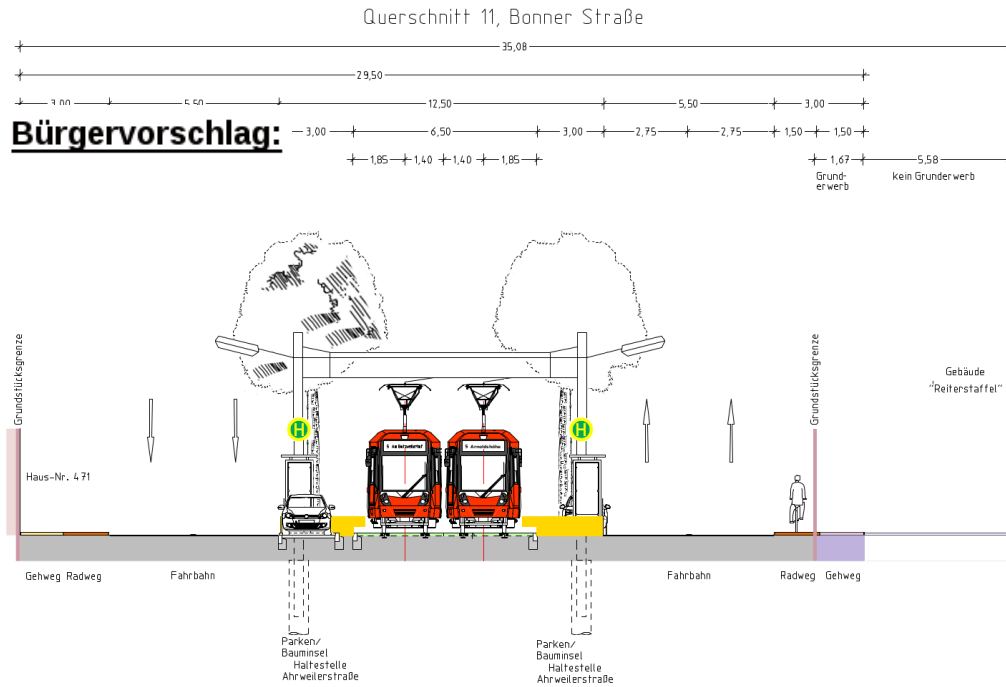 Querschnitt 11, Bonner Straße
35,08
29,50
3,00 5,50 12,50 5,50 3,00
Bürgervorschlag:
3,00 6,50 3,00 2,75 2,75 1,50 1,50
1,85 1,40 1,40 1,85 1,67 5,58
Grund-
erwerb
kein Grunderwerb
Grundstücksgrenze
Grundstücksgrenze
Gebäude
"Reiterstaffel"
H
H
Haus-Nr. 471
Gehweg Radweg Fahrbahn Fahrbahn Radweg Gehweg
Parken/
Bauminsel
Haltestelle
Ahrweilerstraße
Parken/
Bauminsel
Haltestelle
Ahrweilerstraße